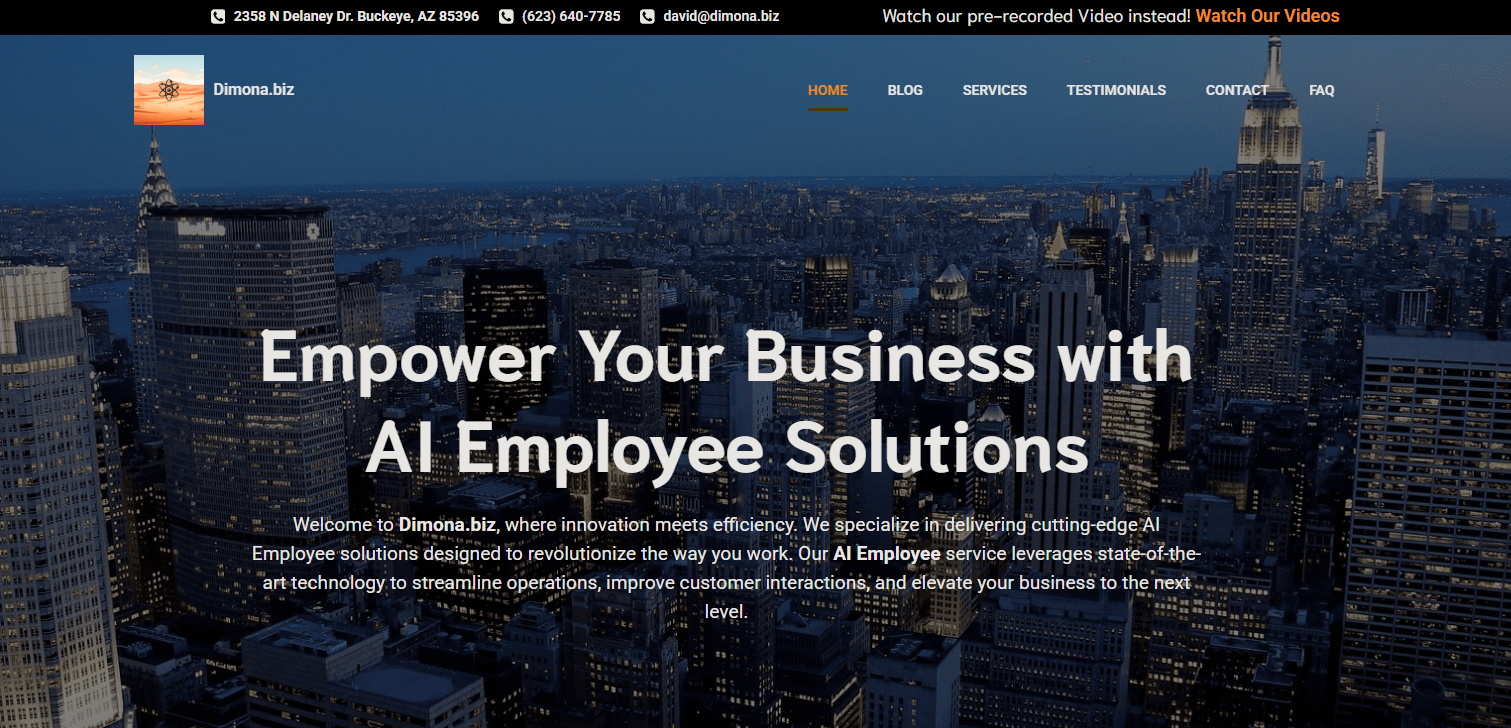 2358 N Delaney Dr. Buckeye, AZ 85396 (623) 640-7785 david@dimona.biz Watch our pre-recorded Video instead! Watch Our Videos
Dimona.biz HOME BLOG SERVICES TESTIMONIALS CONTACT FAQ
MetLife
Empower Your Business with
AI Employee Solutions
Welcome to Dimona.biz, where innovation meets efficiency. We specialize in delivering cutting-edge AI
Employee solutions designed to revolutionize the way you work. Our AI Employee service leverages state-of-the-
art technology to streamline operations, improve customer interactions, and elevate your business to the next
level.